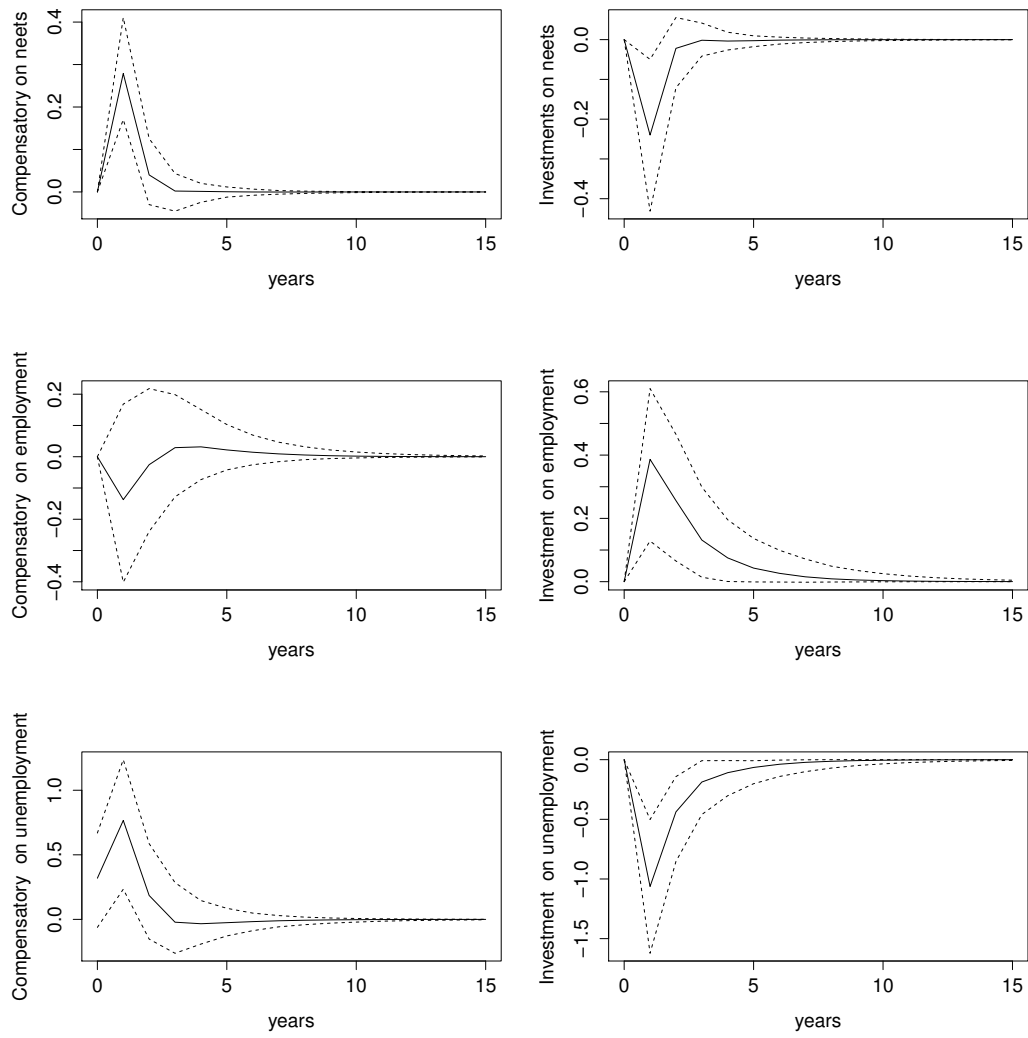 Compensatory on neets
0.4
0.2
0.0
0 5 10 15
years
Investments on neets
0.0
−0.2
−0.4
0 5 10 15
years
Compensatory on employment
0.2
0.0
−0.2
−0.4
0 5 10 15
years
Investment on employment
0.6
0.4
0.2
0.0
0 5 10 15
years
Compensatory on unemployment
1.0
0.5
0.0
0 5 10 15
years
Investment on unemployment
0.0
−0.5
−1.0
−1.5
0 5 10 15
years